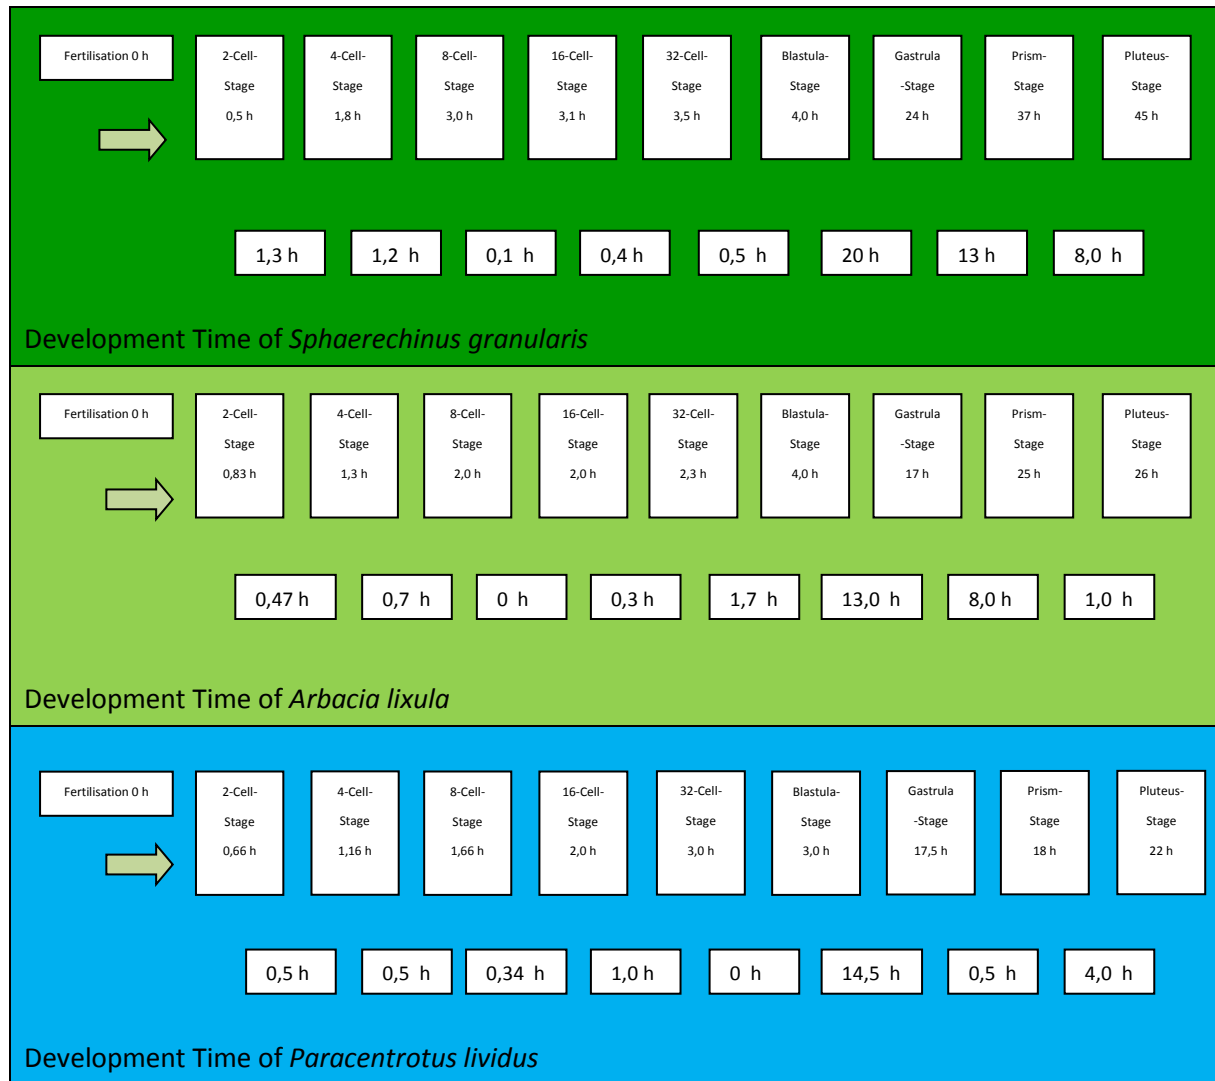 Fertilisation 0 h
2-Cell-
Stage
0,5 h
4-Cell-
Stage
1,8 h
8-Cell-
Stage
3,0 h
16-Cell-
Stage
3,1 h
32-Cell-
Stage
3,5 h
Blastula-
Stage
4,0 h
Gastrula
-Stage
24 h
Prism-
Stage
37 h
Pluteus-
Stage
45 h
1,3 h
1,2 h
0,1 h
0,4 h
0,5 h
20 h
13 h
8,0 h
Development Time of Sphaerechinus granularis
Fertilisation 0 h
2-Cell-
Stage
0,83 h
4-Cell-
Stage
1,3 h
8-Cell-
Stage
2,0 h
16-Cell-
Stage
2,0 h
32-Cell-
Stage
2,3 h
Blastula-
Stage
4,0 h
Gastrula
-Stage
17 h
Prism-
Stage
25 h
Pluteus-
Stage
26 h
0,47 h
0,7 h
0 h
0,3 h
1,7 h
13,0 h
8,0 h
1,0 h
Development Time of Arbacia lixula
Fertilisation 0 h
2-Cell-
Stage
0,66 h
4-Cell-
Stage
1,16 h
8-Cell-
Stage
1,66 h
16-Cell-
Stage
2,0 h
32-Cell-
Stage
3,0 h
Blastula-
Stage
3,0 h
Gastrula
-Stage
17,5 h
Prism-
Stage
18 h
Pluteus-
Stage
22 h
0,5 h
0,5 h
0,34 h
1,0 h
0 h
14,5 h
0,5 h
4,0 h
Development Time of Paracentrotus lividus